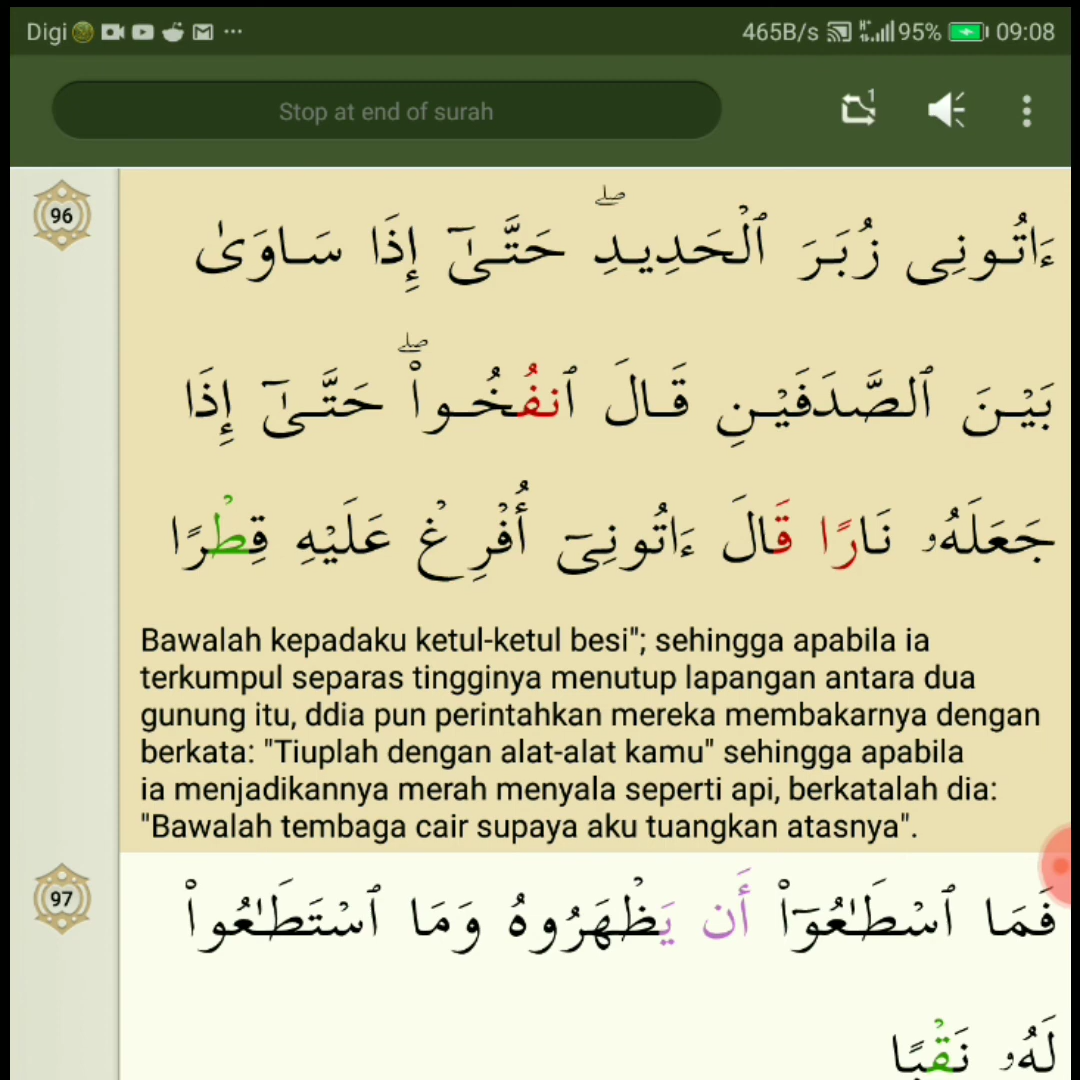 Digi ... 465B/s H+ 95% 09:08
Stop at end of surah 1
96
ءَاتُونِى زُبَرَ ٱلْحَدِيدِ ۖ حَتَّىٰٓ إِذَا سَاوَىٰ
بَيْنَ ٱلصَّدَفَيْنِ قَالَ ٱنفُخُوا۟ ۖ حَتَّىٰٓ إِذَا
جَعَلَهُۥ نَارًا قَالَ ءَاتُونِىٓ أُفْرِغْ عَلَيْهِ قِطْرًا
Bawalah kepadaku ketul-ketul besi"; sehingga apabila ia
terkumpul separas tingginya menutup lapangan antara dua
gunung itu, ddia pun perintahkan mereka membakarnya dengan
berkata: "Tiuplah dengan alat-alat kamu" sehingga apabila
ia menjadikannya merah menyala seperti api, berkatalah dia:
"Bawalah tembaga cair supaya aku tuangkan atasnya".
97
فَمَا ٱسْطَٰعُوٓا۟ أَن يَظْهَرُوهُ وَمَا ٱسْتَطَٰعُوا۟
لَهُۥ نَقْبًا